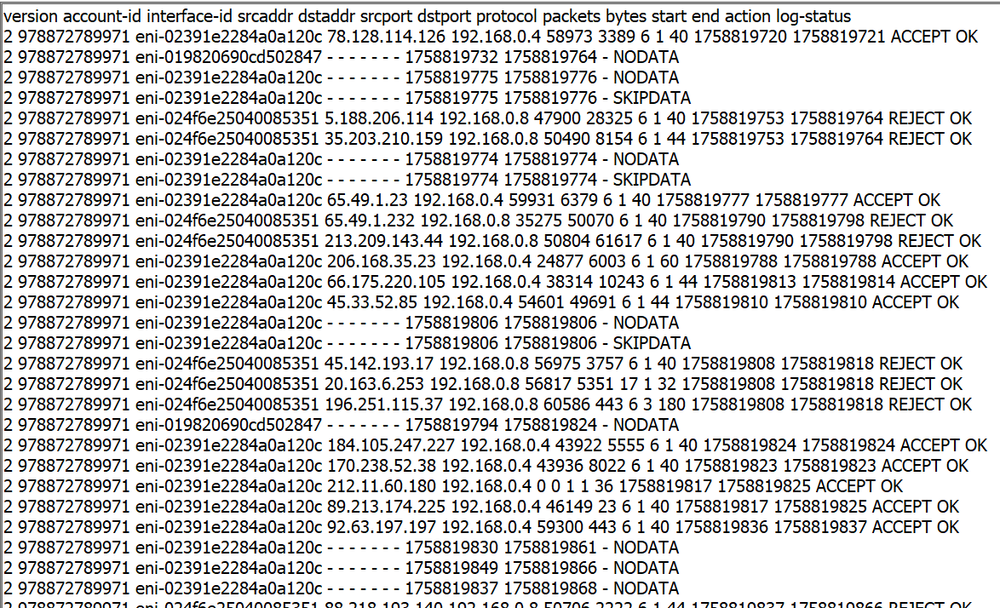 version account-id interface-id srcaddr dstaddr srcport dstport protocol packets bytes start end action log-status
2 978872789971 eni-02391e2284a0a120c 78.128.114.126 192.168.0.4 58973 3389 6 1 40 1758819720 1758819721 ACCEPT OK
2 978872789971 eni-019820690cd502847 - - - - - - - 1758819732 1758819764 - NODATA
2 978872789971 eni-02391e2284a0a120c - - - - - - - 1758819775 1758819776 - NODATA
2 978872789971 eni-02391e2284a0a120c - - - - - - - 1758819775 1758819776 - SKIPDATA
2 978872789971 eni-024f6e25040085351 5.188.206.114 192.168.0.8 47900 28325 6 1 40 1758819753 1758819764 REJECT OK
2 978872789971 eni-024f6e25040085351 35.203.210.159 192.168.0.8 50490 8154 6 1 44 1758819753 1758819764 REJECT OK
2 978872789971 eni-02391e2284a0a120c - - - - - - - 1758819774 1758819774 - NODATA
2 978872789971 eni-02391e2284a0a120c - - - - - - - 1758819774 1758819774 - SKIPDATA
2 978872789971 eni-02391e2284a0a120c 65.49.1.23 192.168.0.4 59931 6379 6 1 40 1758819777 1758819777 ACCEPT OK
2 978872789971 eni-024f6e25040085351 65.49.1.232 192.168.0.8 35275 50070 6 1 40 1758819790 1758819798 REJECT OK
2 978872789971 eni-024f6e25040085351 213.209.143.44 192.168.0.8 50804 61617 6 1 40 1758819790 1758819798 REJECT OK
2 978872789971 eni-02391e2284a0a120c 206.168.35.23 192.168.0.4 24877 6003 6 1 60 1758819788 1758819788 ACCEPT OK
2 978872789971 eni-02391e2284a0a120c 66.175.220.105 192.168.0.4 38314 10243 6 1 44 1758819813 1758819814 ACCEPT OK
2 978872789971 eni-02391e2284a0a120c 45.33.52.85 192.168.0.4 54601 49691 6 1 44 1758819810 1758819810 ACCEPT OK
2 978872789971 eni-02391e2284a0a120c - - - - - - - 1758819806 1758819806 - NODATA
2 978872789971 eni-02391e2284a0a120c - - - - - - - 1758819806 1758819806 - SKIPDATA
2 978872789971 eni-024f6e25040085351 45.142.193.17 192.168.0.8 56975 3757 6 1 40 1758819808 1758819818 REJECT OK
2 978872789971 eni-024f6e25040085351 20.163.6.253 192.168.0.8 56817 5351 17 1 32 1758819808 1758819818 REJECT OK
2 978872789971 eni-024f6e25040085351 196.251.115.37 192.168.0.8 60586 443 6 3 180 1758819808 1758819818 REJECT OK
2 978872789971 eni-019820690cd502847 - - - - - - - 1758819794 1758819824 - NODATA
2 978872789971 eni-02391e2284a0a120c 184.105.247.227 192.168.0.4 43922 5555 6 1 40 1758819824 1758819824 ACCEPT OK
2 978872789971 eni-02391e2284a0a120c 170.238.52.38 192.168.0.4 43936 8022 6 1 40 1758819823 1758819823 ACCEPT OK
2 978872789971 eni-02391e2284a0a120c 212.11.60.180 192.168.0.4 0 0 1 1 36 1758819817 1758819825 ACCEPT OK
2 978872789971 eni-02391e2284a0a120c 89.213.174.225 192.168.0.4 46149 23 6 1 40 1758819817 1758819825 ACCEPT OK
2 978872789971 eni-02391e2284a0a120c 92.63.197.197 192.168.0.4 59300 443 6 1 40 1758819836 1758819837 ACCEPT OK
2 978872789971 eni-02391e2284a0a120c - - - - - - - 1758819830 1758819861 - NODATA
2 978872789971 eni-02391e2284a0a120c - - - - - - - 1758819849 1758819866 - NODATA
2 978872789971 eni-02391e2284a0a120c - - - - - - - 1758819837 1758819868 - NODATA
2 978872789971 eni-024f6e25040085351 192.168.0.8 6 1 44 1758819837 1758819866 REJECT OK